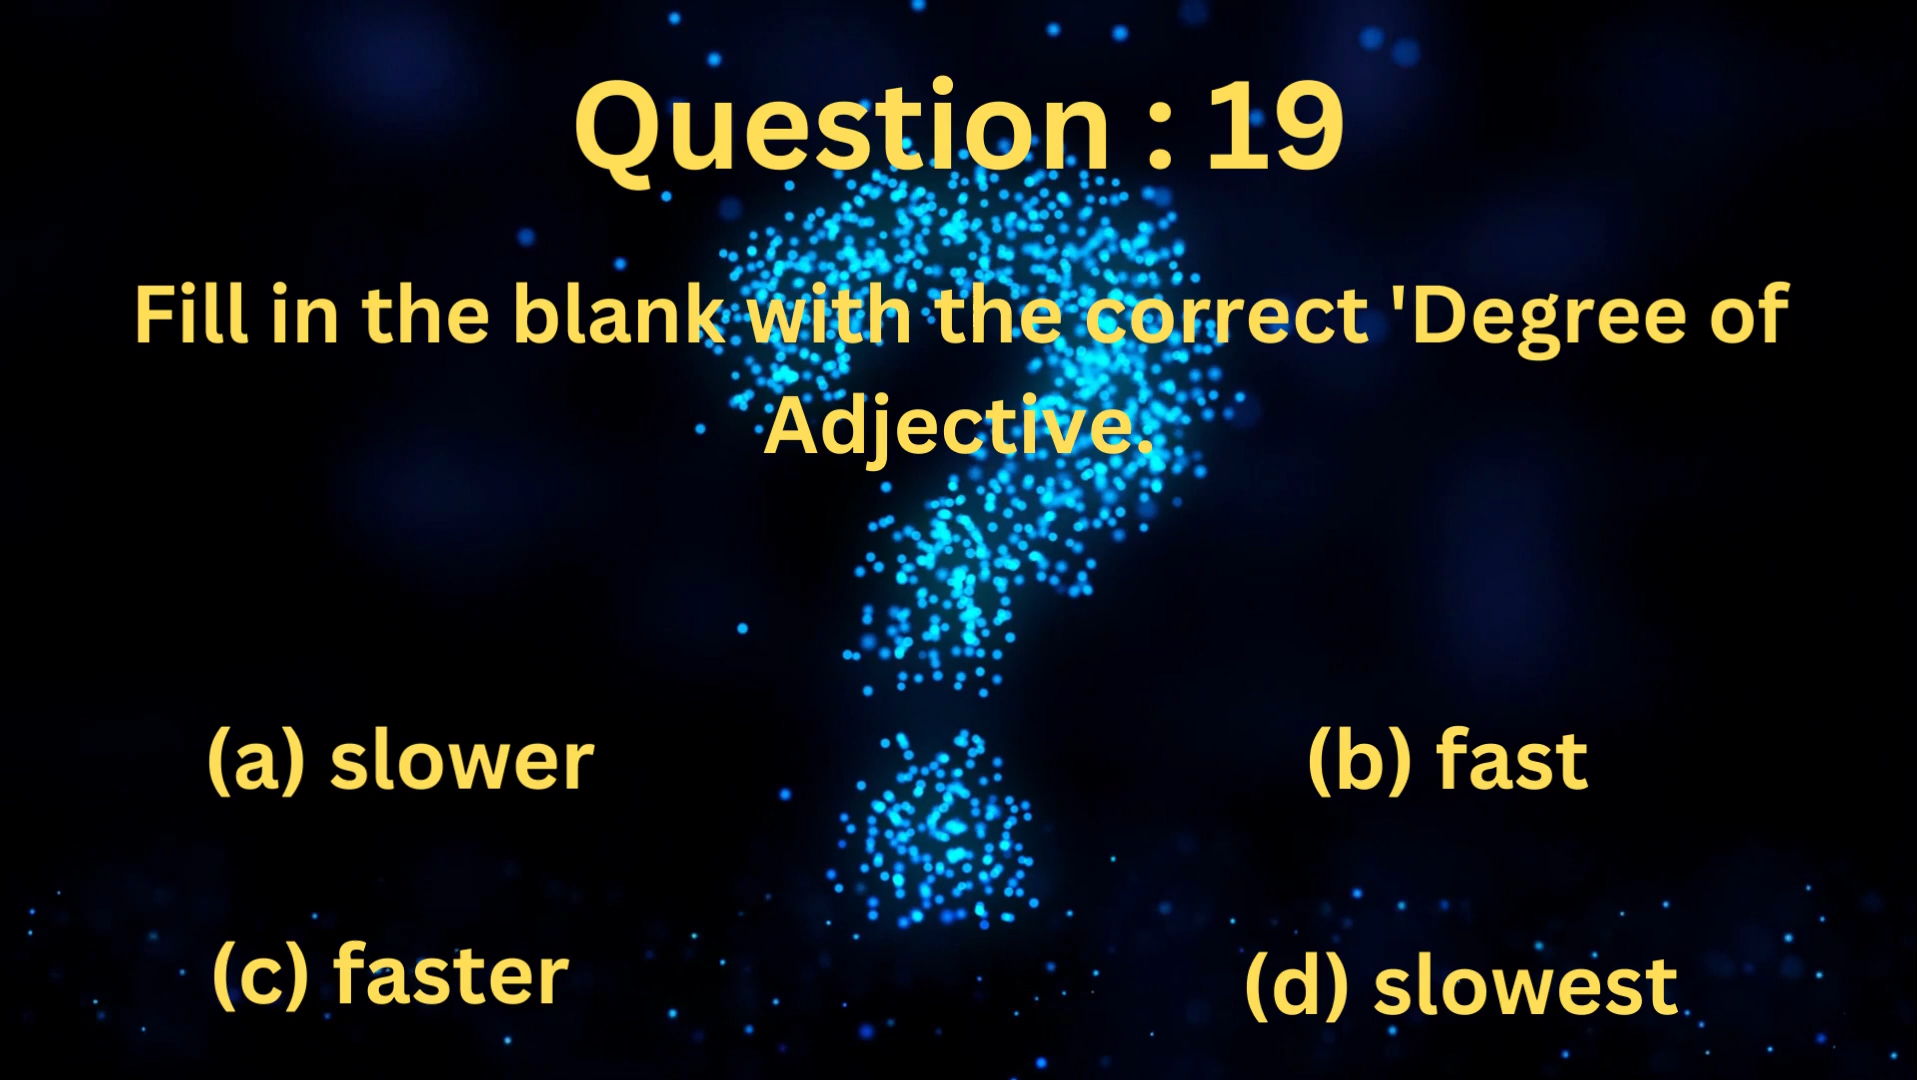 Question : 19
Fill in the blank with the correct 'Degree of
Adjective.
(a) slower
(b) fast
(c) faster
(d) slowest